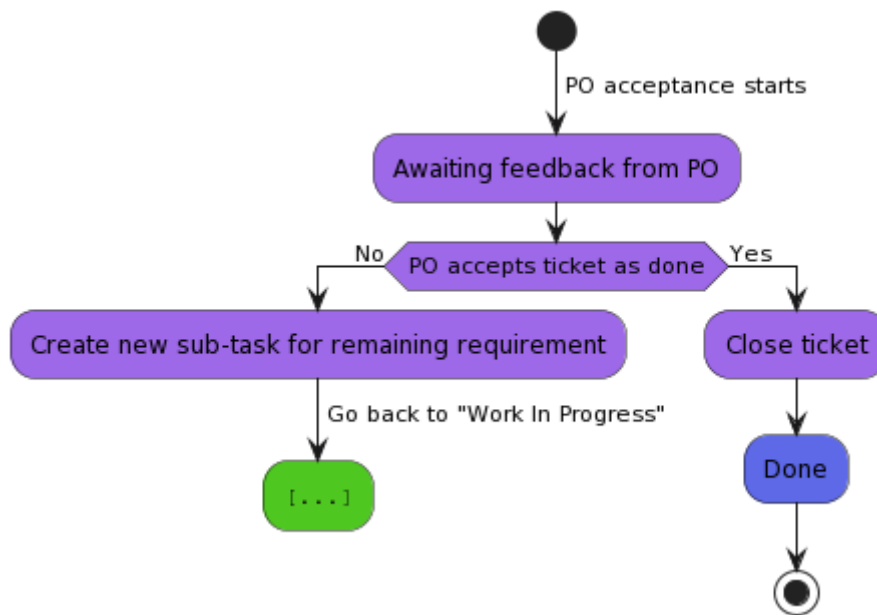 PO acceptance starts
Awaiting feedback from PO
No
PO accepts ticket as done
Yes
Create new sub-task for remaining requirement
Close ticket
Go back to "Work In Progress"
Done
[...]